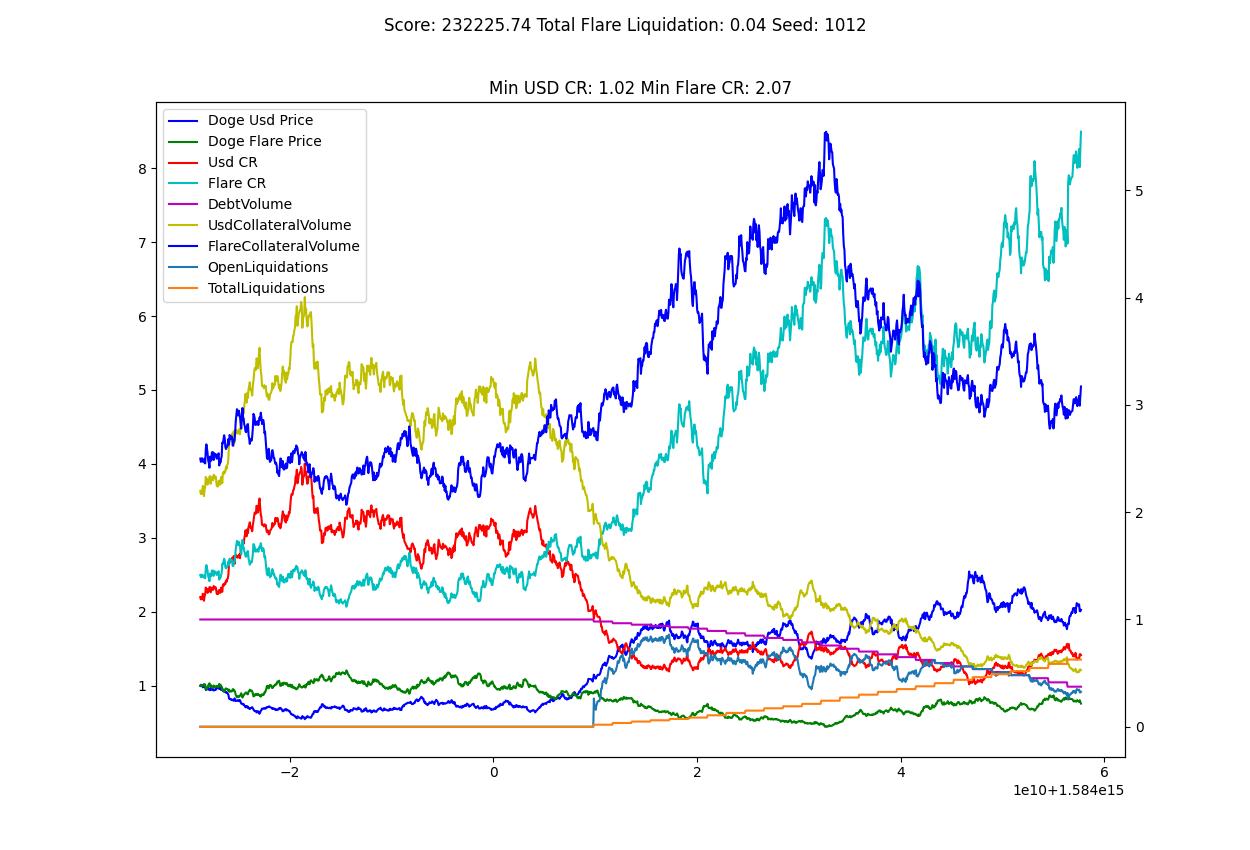 Score: 232225.74 Total Flare Liquidation: 0.04 Seed: 1012
Min USD CR: 1.02 Min Flare CR: 2.07
Doge Usd Price
Doge Flare Price
Usd CR
Flare CR
DebtVolume
UsdCollateralVolume
FlareCollateralVolume
OpenLiquidations
TotalLiquidations
8
7
6
5
4
3
2
1
5
4
3
2
1
0
−2
0
2
4
6
1e10+1.584e15